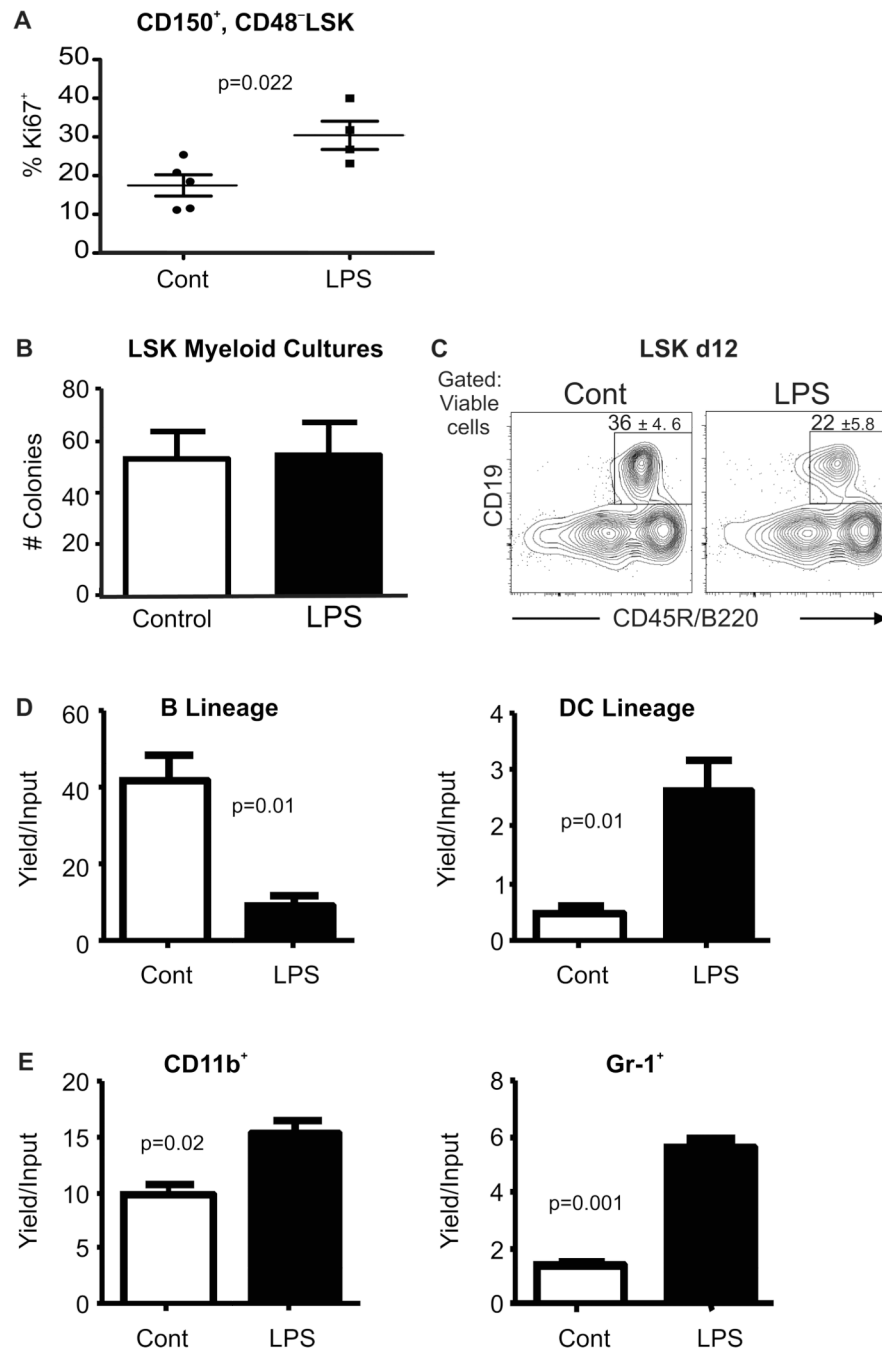 A
CD150⁺, CD48⁻LSK
50
40
30
20
10
0
% Ki67⁺
p=0.022
Cont
LPS
B
LSK Myeloid Cultures
80
60
40
20
0
# Colonies
Control
LPS
C
LSK d12
Gated:
Viable
cells
Cont
LPS
36 ± 4. 6
22 ±5.8
CD19
CD45R/B220
D
B Lineage
60
40
20
0
Yield/Input
p=0.01
Cont
LPS
DC Lineage
4
3
2
1
0
Yield/Input
p=0.01
Cont
LPS
E
CD11b⁺
20
15
10
5
0
Yield/Input
p=0.02
Cont
LPS
Gr-1⁺
8
6
4
2
0
Yield/Input
p=0.001
Cont
LPS